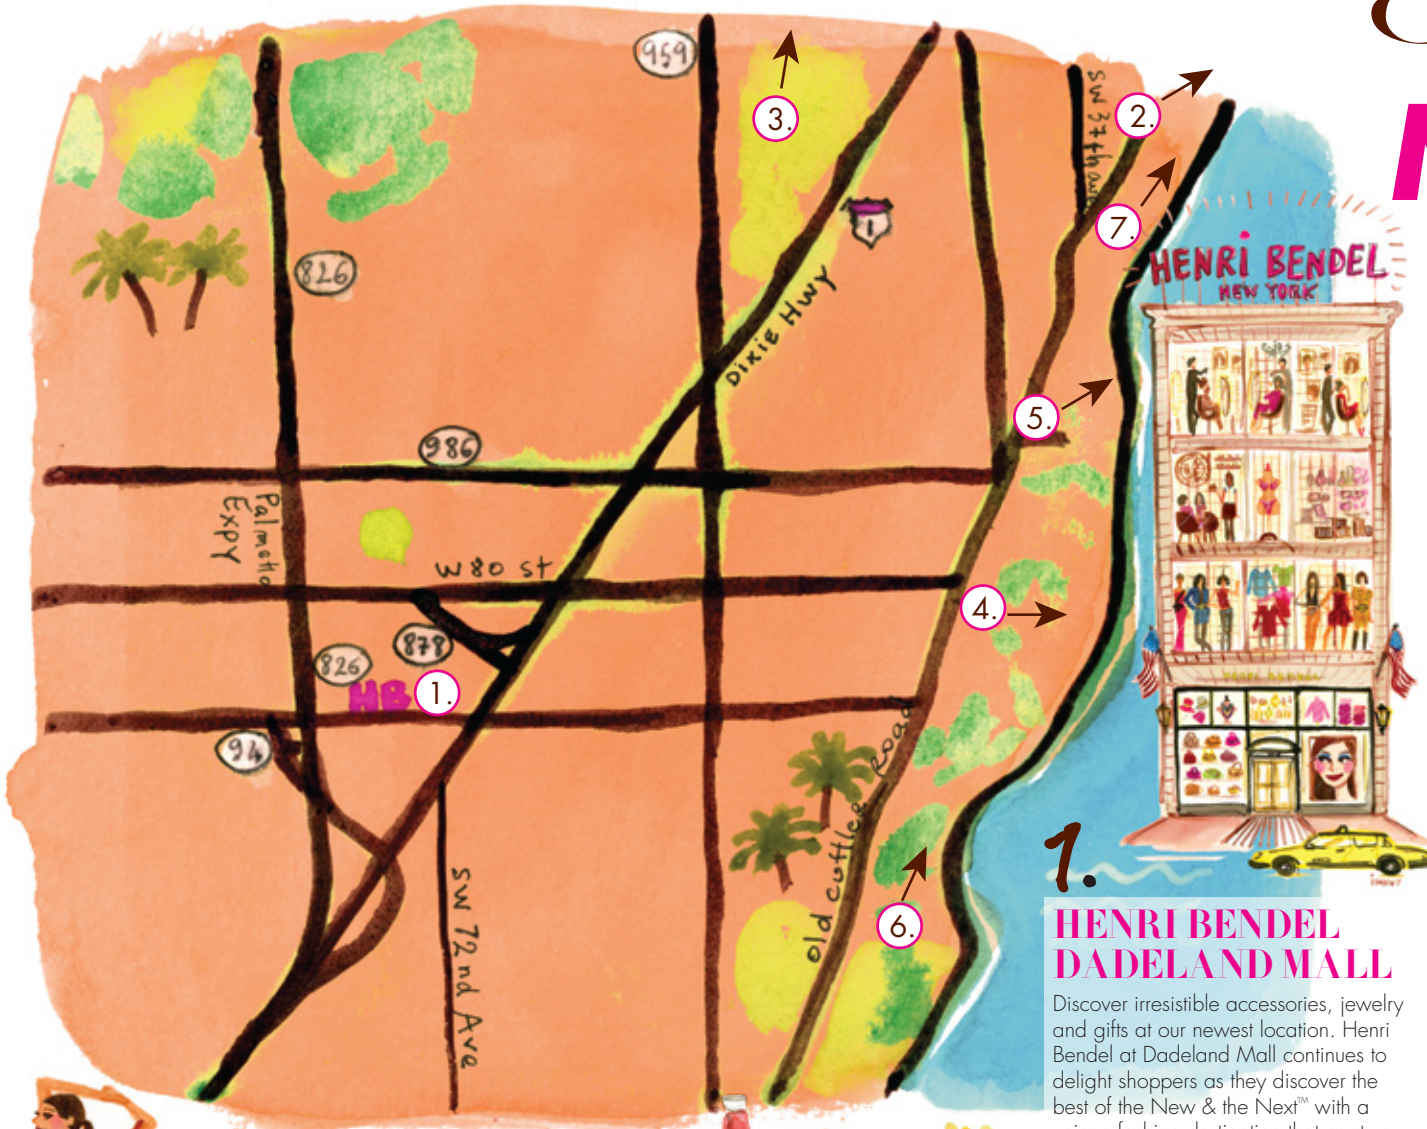 959
3.
SW 37th ave
2.
7.
1
826
DIXIE HWY
HENRI BENDEL
NEW YORK
5.
986
Palmetto
Expy
W 80 st
4.
878
826
HB
1.
94
old cutler Road
6.
SW 72nd Ave
1.
HENRI BENDEL
DADELAND MALL
Discover irresistible accessories, jewelry
and gifts at our newest location. Henri
Bendel at Dadeland Mall continues to
delight shoppers as they discover the
best of the New & the Next™ with a